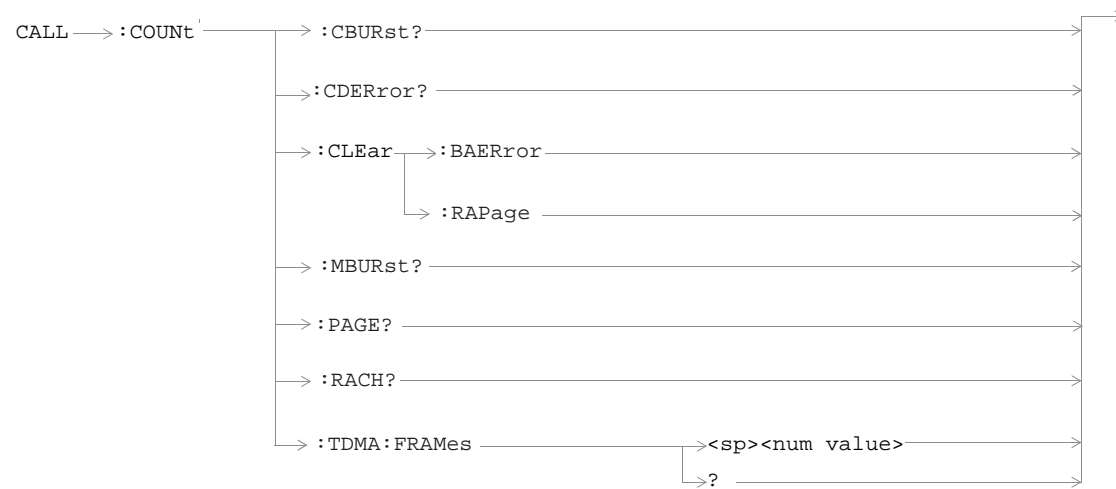 CALL :COUNt :CBURst?
:CDERror?
:CLEar :BAERror
:RAPage
:MBURst?
:PAGE?
:RACH?
:TDMA:FRAMes <sp><num value>
?